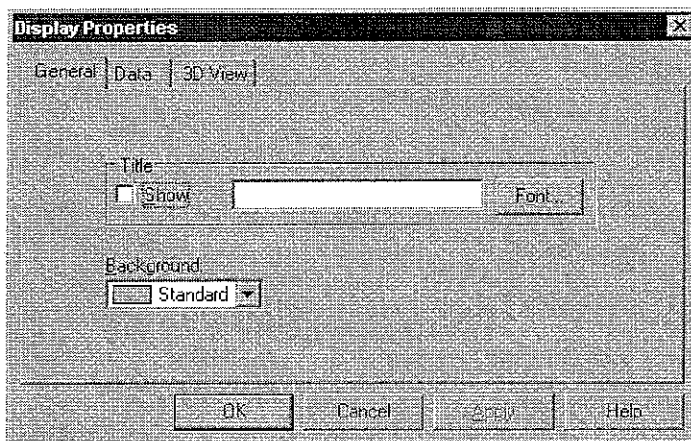 Display Properties
General Data 3D View
Title
Show Font...
Background:
Standard
OK Cancel Apply Help